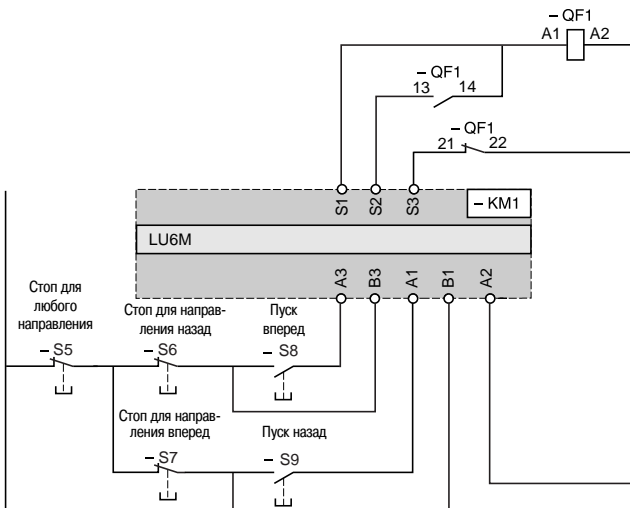 – QF1
A1 A2
– QF1
13 14
– QF1
21 22
S1 S2 S3
– KM1
LU6M
A3 B3 A1 B1 A2
Стоп для
любого
направления
Стоп для направ-
ления назад
Пуск
вперед
– S5
– S6
– S8
Стоп для направ-
ления вперед
Пуск назад
– S7
– S9